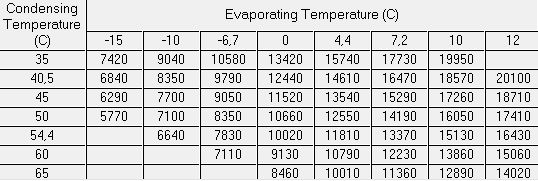 Condensing Temperature (C) Evaporating Temperature (C)
-15 -10 -6,7 0 4,4 7,2 10 12
35 7420 9040 10580 13420 15740 17730 19950
40,5 6840 8350 9790 12440 14610 16470 18570 20100
45 6290 7700 9050 11520 13540 15290 17260 18710
50 5770 7100 8350 10660 12550 14190 16050 17410
54,4 6640 7830 10020 11810 13370 15130 16430
60 7110 9130 10790 12230 13860 15060
65 8460 10010 11360 12890 14020